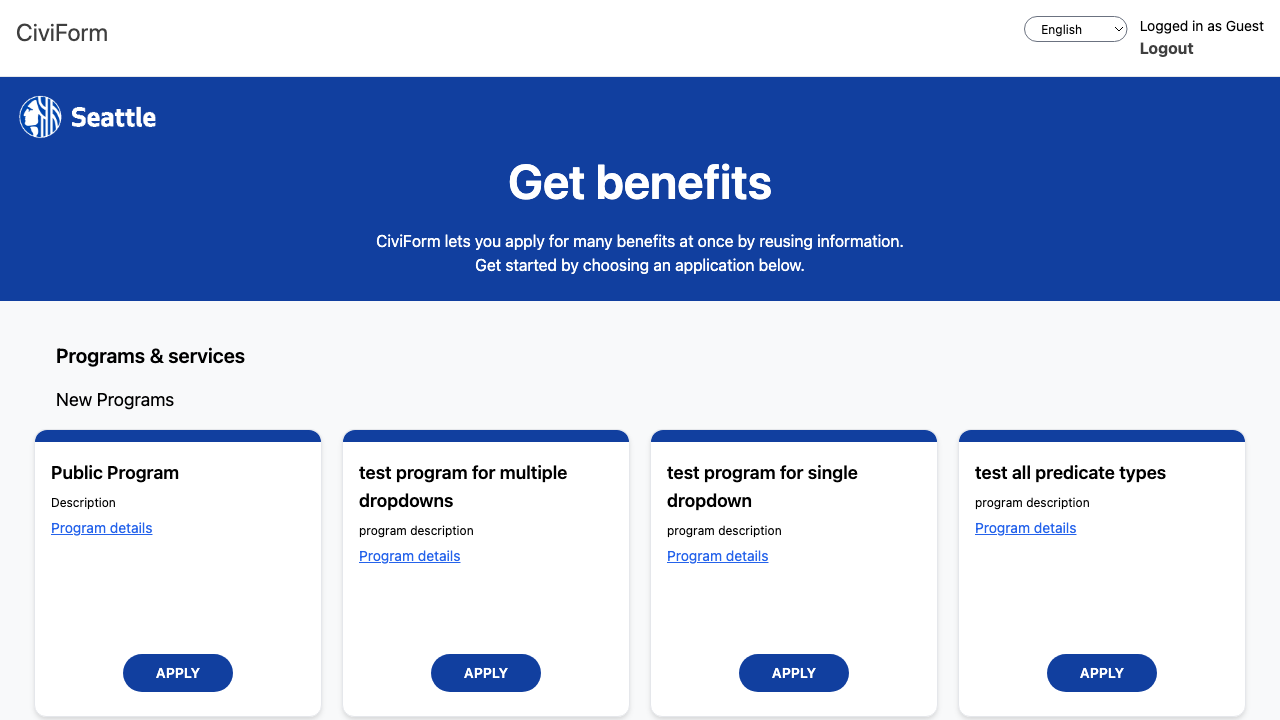 CiviForm
English
Logged in as Guest
Logout
Seattle
Get benefits
CiviForm lets you apply for many benefits at once by reusing information.
Get started by choosing an application below.
Programs & services
New Programs
Public Program
Description
Program details
APPLY
test program for multiple
dropdowns
program description
Program details
APPLY
test program for single
dropdown
program description
Program details
APPLY
test all predicate types
program description
Program details
APPLY